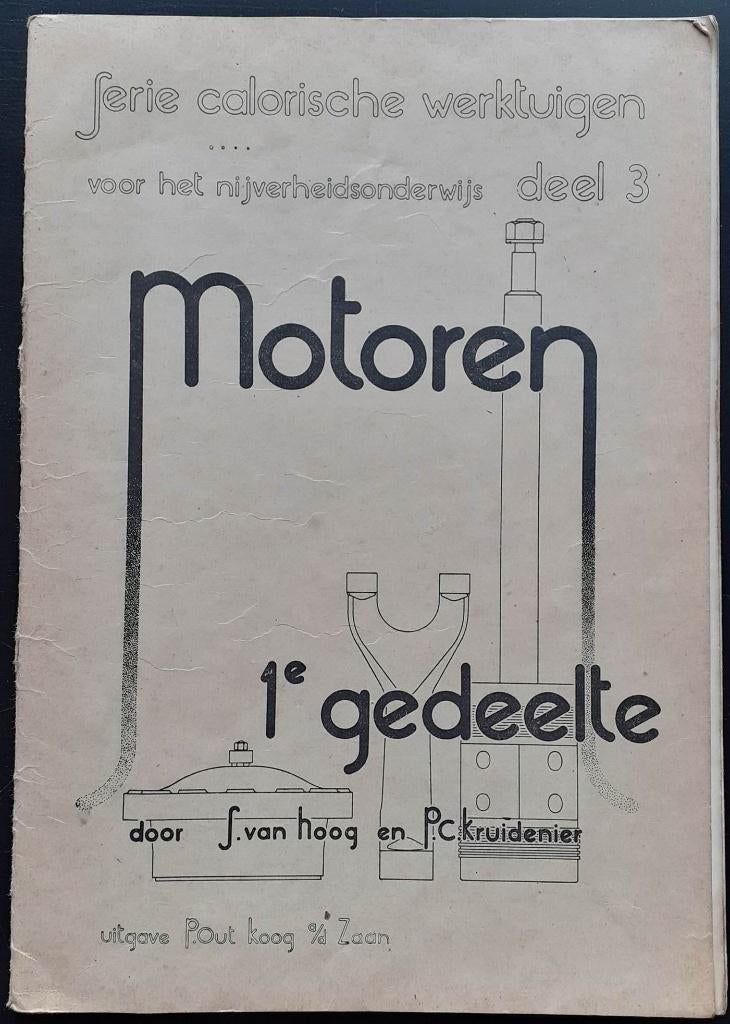 Serie calorische werktuigen
....
voor het nijverheidsonderwijs deel 3
Motoren
1e gedeelte
door S. van Hoog en P.C. Kruidenier
uitgave P. Out Koog a/d Zaan